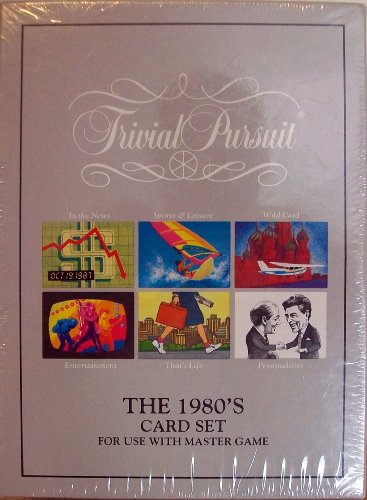 Trivial Pursuit®
In the News Sports & Leisure Wild Card
OCT 19.1987
Entertainment That's Life Personalities
THE 1980'S
CARD SET
FOR USE WITH MASTER GAME